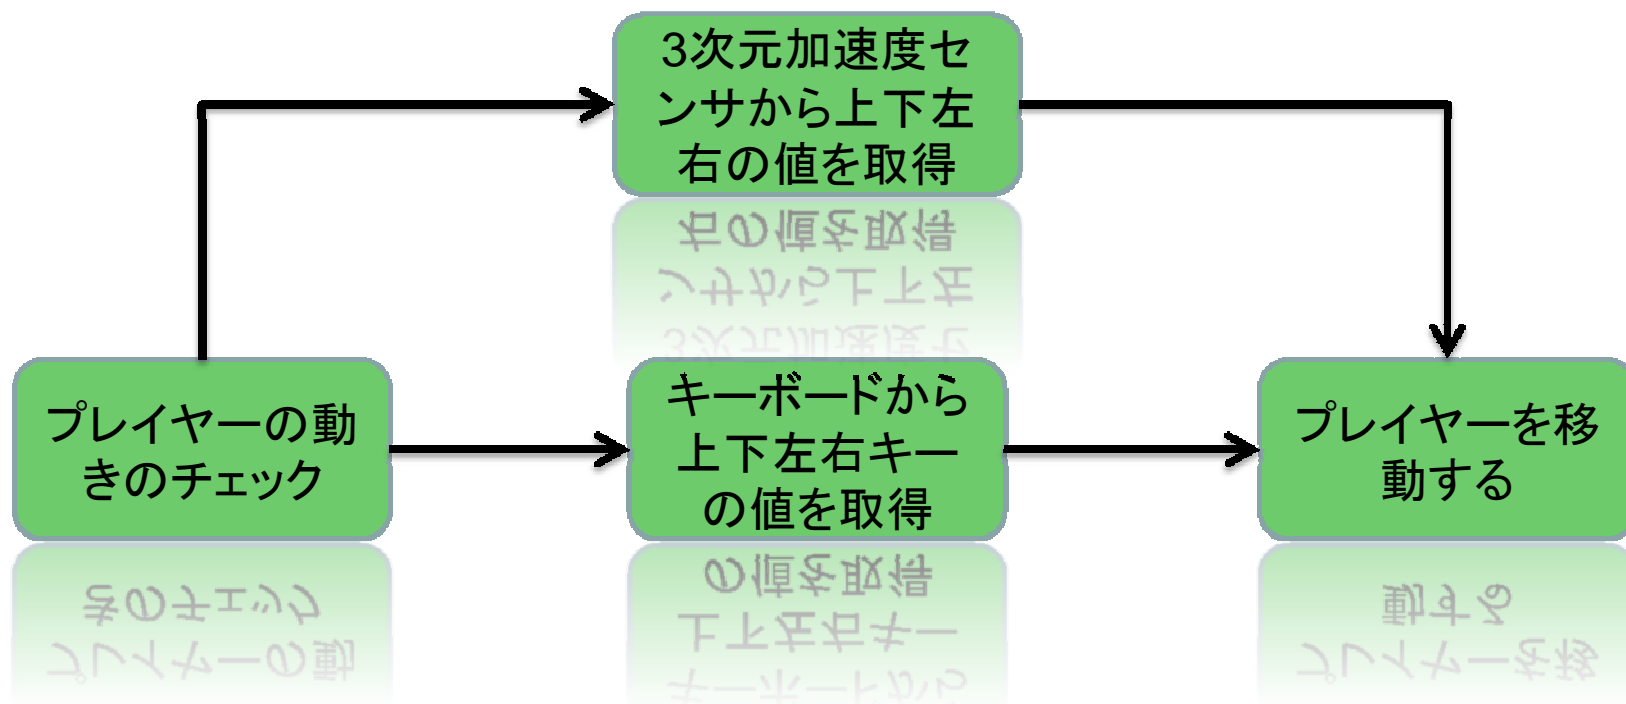 3次元加速度セ
ンサから上下左
右の値を取得
プレイヤーの動
きのチェック
キーボードから
上下左右キー
の値を取得
プレイヤーを移
動する